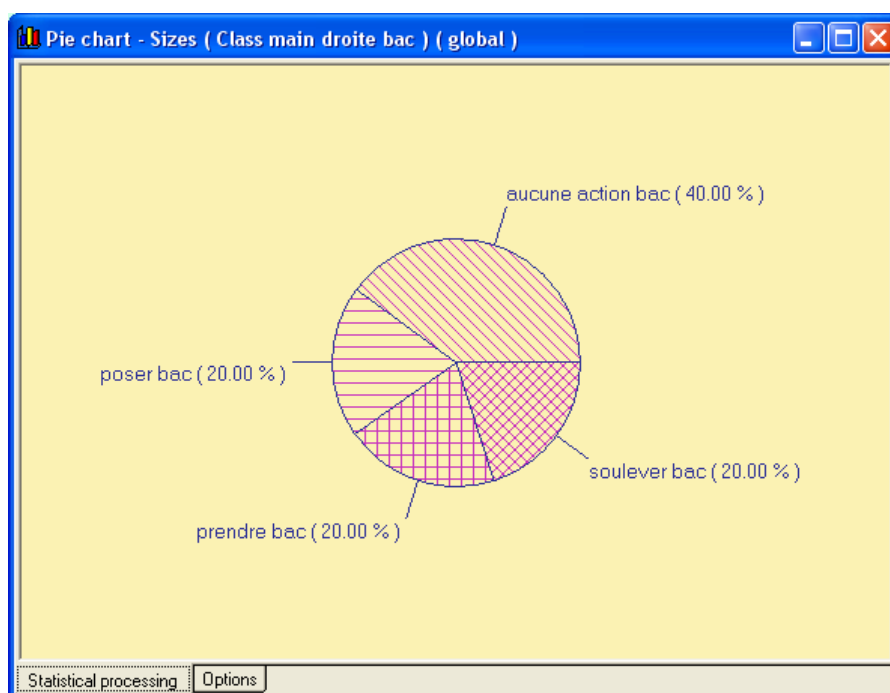 Pie chart - Sizes ( Class main droite bac ) ( global )
aucune action bac ( 40.00 % )
poser bac ( 20.00 % )
soulever bac ( 20.00 % )
prendre bac ( 20.00 % )
Statistical processing
Options